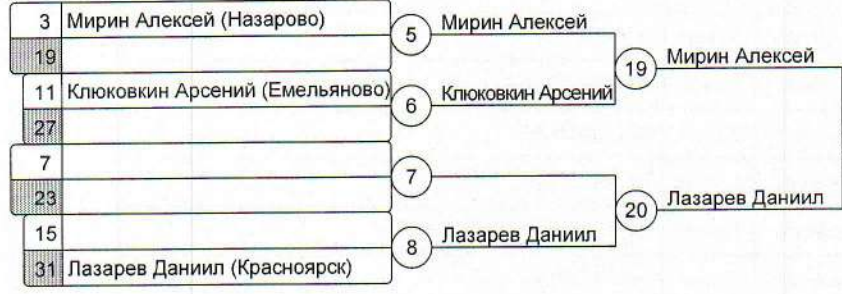 3 Мирин Алексей (Назарово)
19
5 Мирин Алексей
11 Клюковкин Арсений (Емельяново)
27
6 Клюковкин Арсений
19 Мирин Алексей
7
23
7
15
31 Лазарев Даниил (Красноярск)
8 Лазарев Даниил
20 Лазарев Даниил